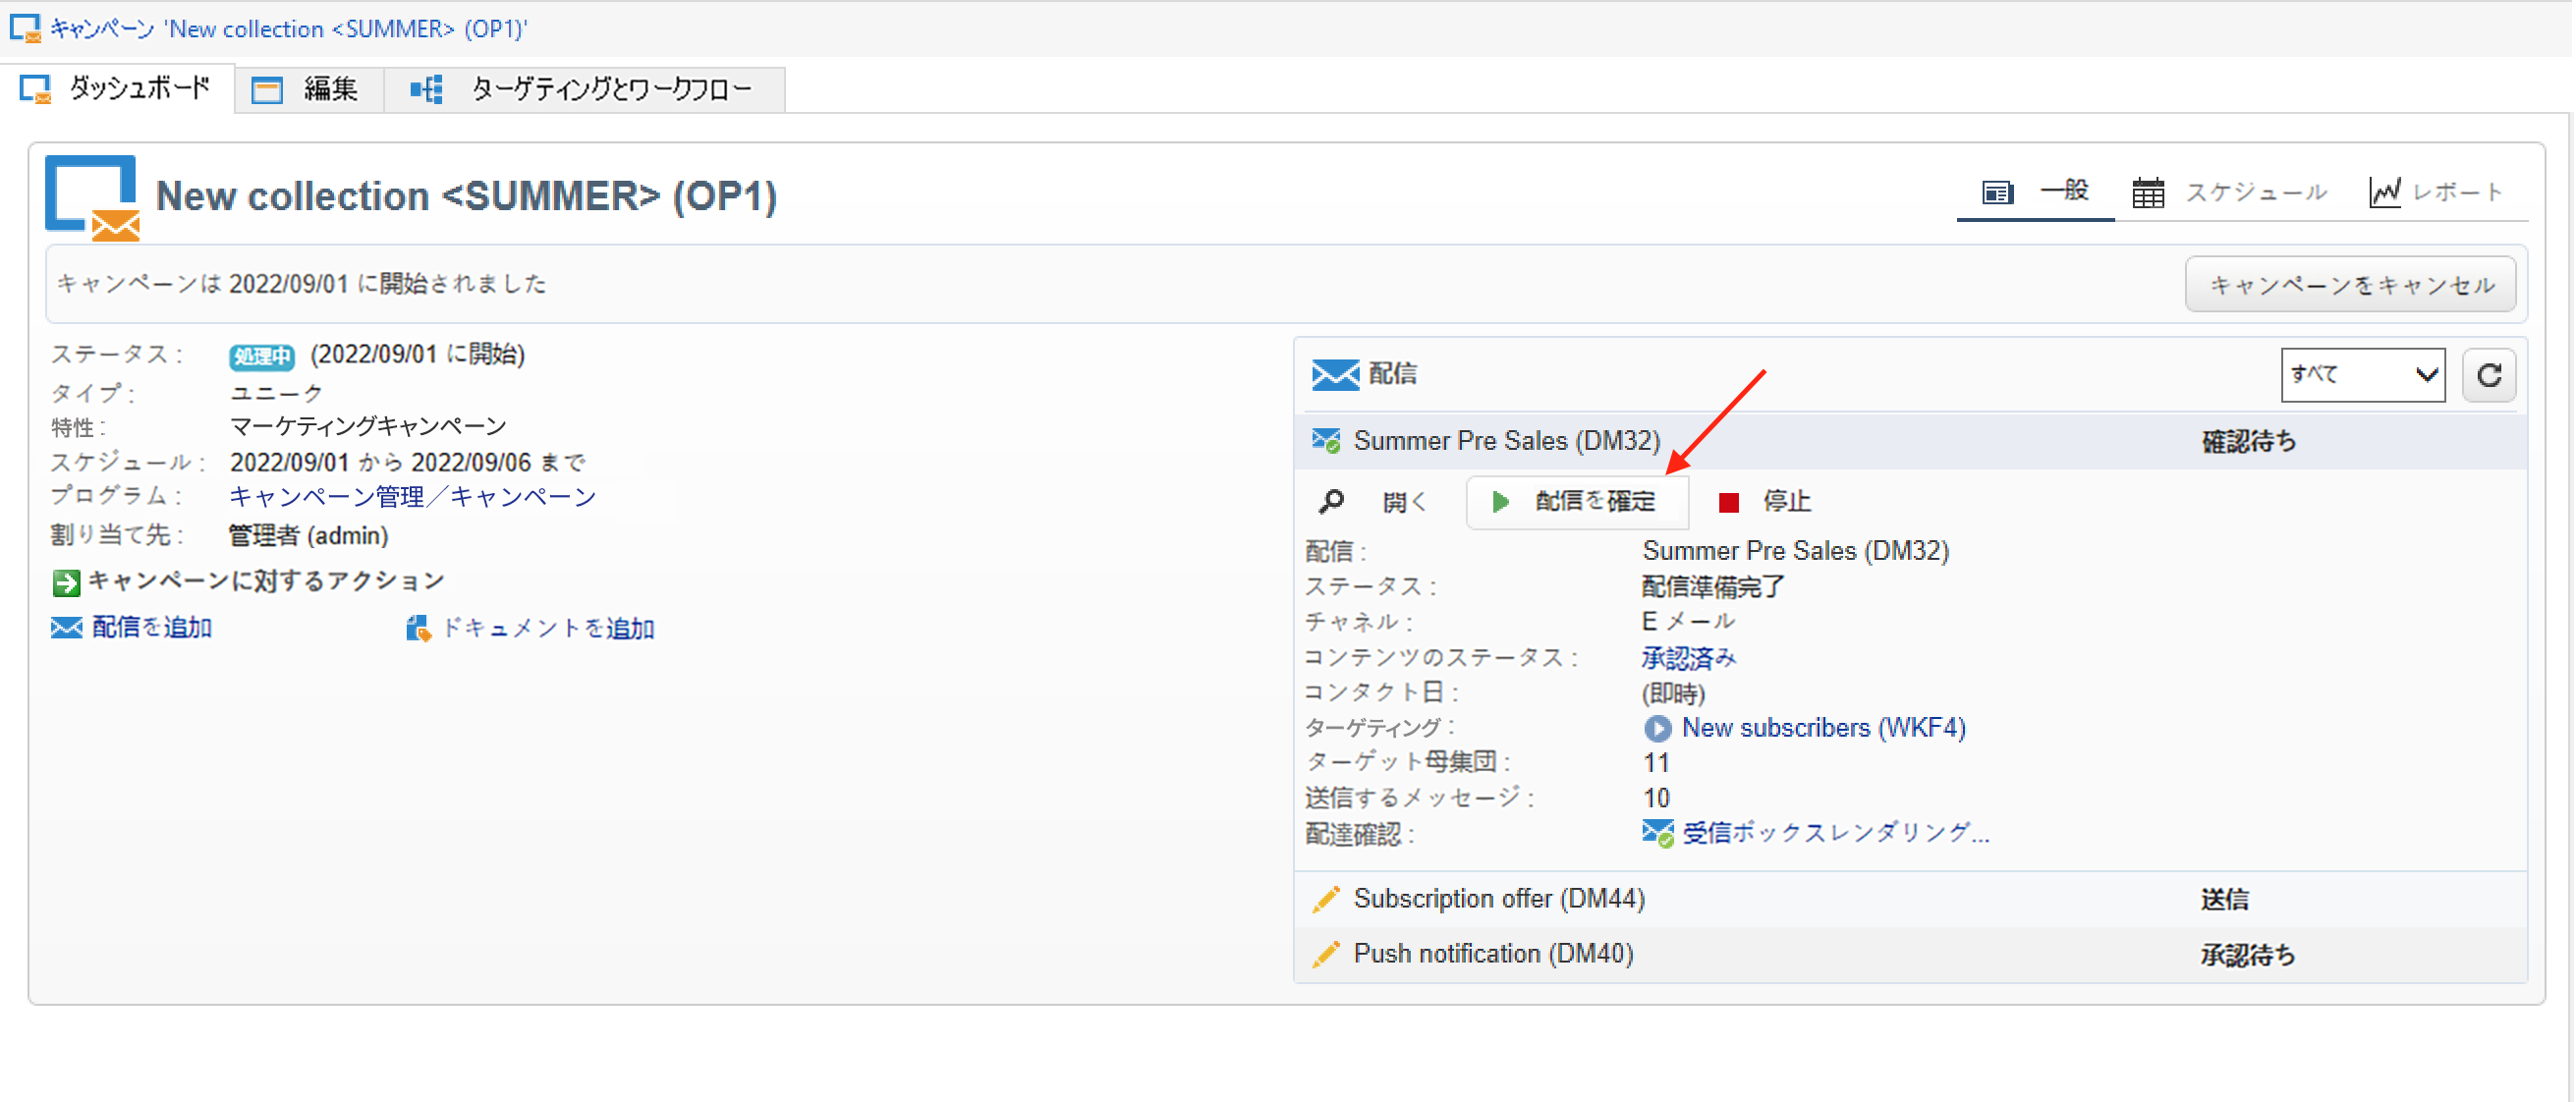 キャンペーン 'New collection <SUMMER> (OP1)'
ダッシュボード 編集 ターゲティングとワークフロー
New collection <SUMMER> (OP1)
一般 スケジュール レポート
キャンペーンは 2022/09/01 に開始されました
キャンペーンをキャンセル
ステータス : 処理中 (2022/09/01 に開始)
タイプ : ユニーク
特性 : マーケティングキャンペーン
スケジュール : 2022/09/01 から 2022/09/06 まで
プログラム : キャンペーン管理／キャンペーン
割り当て先 : 管理者 (admin)
キャンペーンに対するアクション
配信を追加 ドキュメントを追加
配信 すべて
Summer Pre Sales (DM32) 確認待ち
開く 配信を確定 停止
配信 : Summer Pre Sales (DM32)
ステータス : 配信準備完了
チャネル : E メール
コンテンツのステータス : 承認済み
コンタクト日 : (即時)
ターゲティング : New subscribers (WKF4)
ターゲット母集団 : 11
送信するメッセージ : 10
配達確認 : 受信ボックスレンダリング...
Subscription offer (DM44) 送信
Push notification (DM40) 承認待ち